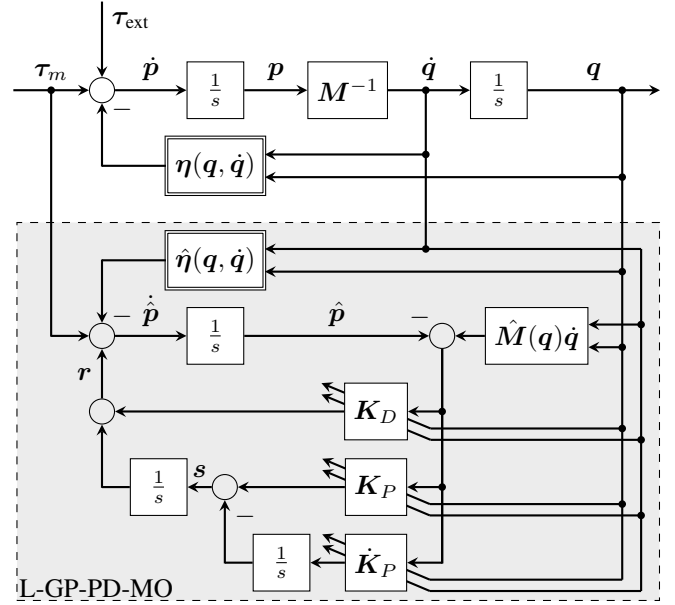 τ_ext
τ_m ṗ 1/s p M⁻¹ q̇ 1/s q
−
η(q, q̇)
η̂(q, q̇)
− p̂̇ 1/s p̂ − M̂(q)q̇
r
K_D
1/s s K_P
−
1/s K̇_P
L-GP-PD-MO